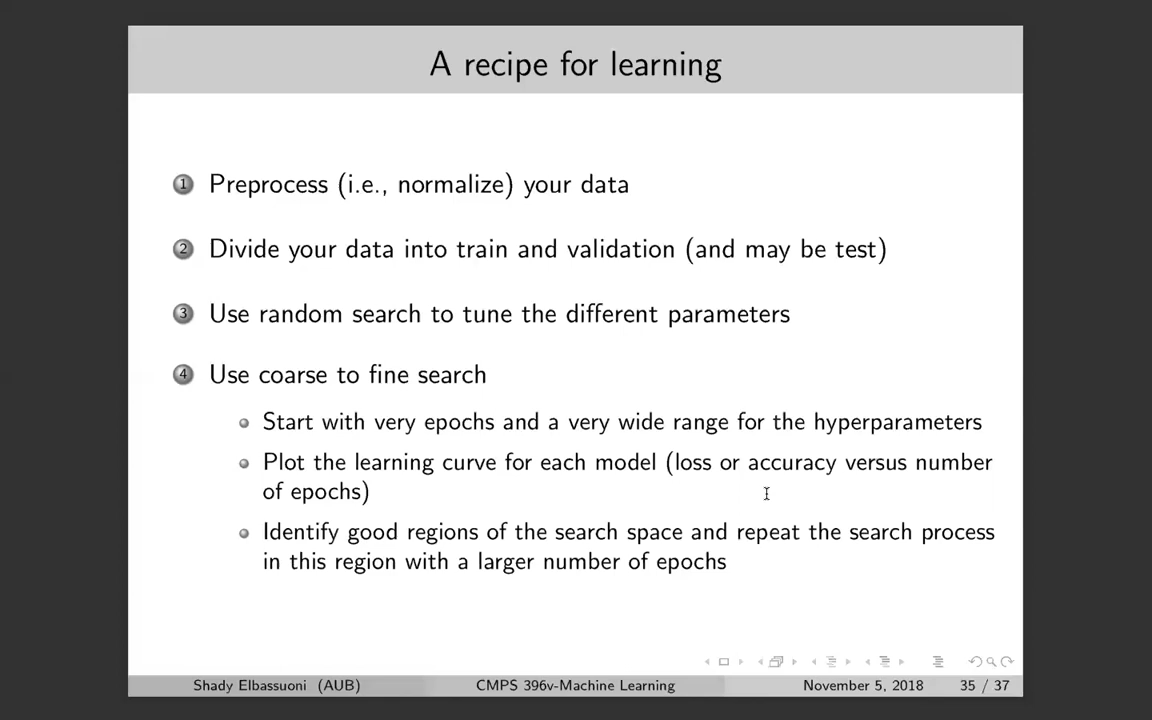 A recipe for learning
1 Preprocess (i.e., normalize) your data
2 Divide your data into train and validation (and may be test)
3 Use random search to tune the different parameters
4 Use coarse to fine search
Start with very epochs and a very wide range for the hyperparameters
Plot the learning curve for each model (loss or accuracy versus number
of epochs)
Identify good regions of the search space and repeat the search process
in this region with a larger number of epochs
Shady Elbassuoni (AUB) CMPS 396v-Machine Learning November 5, 2018 35 / 37